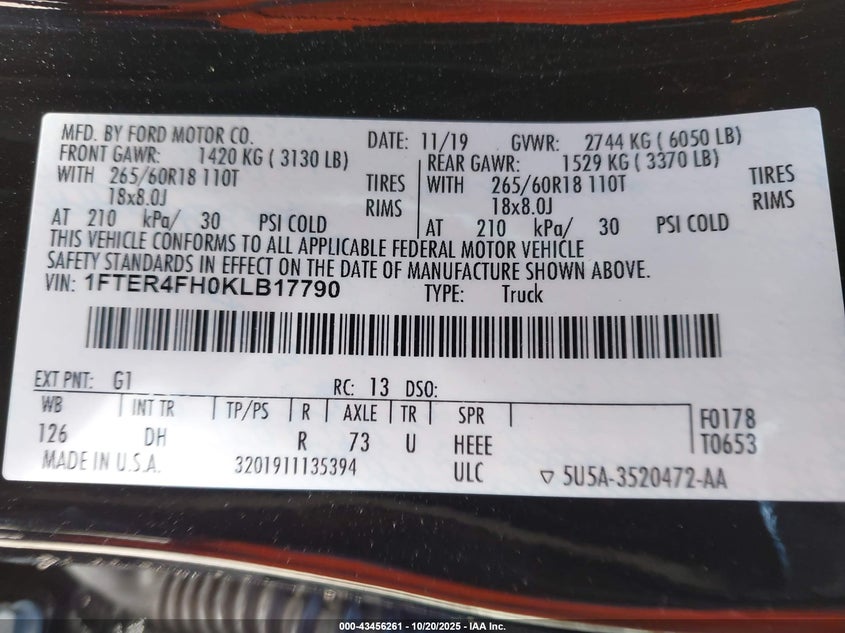 MFD. BY FORD MOTOR CO. DATE: 11/19 GVWR: 2744 KG ( 6050 LB)
FRONT GAWR: 1420 KG ( 3130 LB) REAR GAWR: 1529 KG ( 3370 LB)
WITH 265/60R18 110T TIRES WITH 265/60R18 110T TIRES
18x8.0J RIMS 18x8.0J RIMS
AT 210 kPa/ 30 PSI COLD AT 210 kPa/ 30 PSI COLD
THIS VEHICLE CONFORMS TO ALL APPLICABLE FEDERAL MOTOR VEHICLE
SAFETY STANDARDS IN EFFECT ON THE DATE OF MANUFACTURE SHOWN ABOVE.
VIN: 1FTER4FH0KLB17790 TYPE: Truck
EXT PNT: G1 RC: 13 DSO:
WB INT TR TP/PS R AXLE TR SPR F0178
126 DH R 73 U HEEE T0653
MADE IN U.S.A. 3201911135394 ULC ▽ 5U5A-3520472-AA
000-43456261 - 10/20/2025 - IAA Inc.